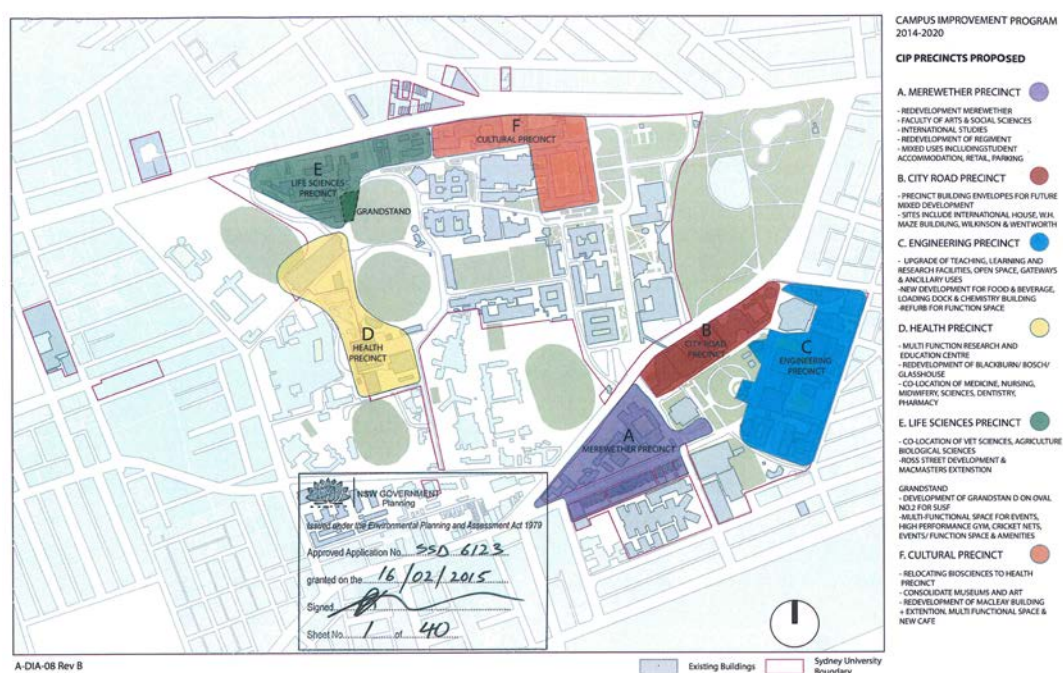 CAMPUS IMPROVEMENT PROGRAM
2014-2020
CIP PRECINCTS PROPOSED
A. MEREWETHER PRECINCT
- REDEVELOPMENT MEREWETHER
- FACULTY OF ARTS & SOCIAL SCIENCES
- INTERNATIONAL STUDIES
- REDEVELOPMENT OF REGIMENT
- MIXED USES INCLUDINGSTUDENT
ACCOMMODATION, RETAIL, PARKING
B. CITY ROAD PRECINCT
- PRECINCT BUILDING ENVELOPES FOR FUTURE
MIXED DEVELOPMENT
- SITES INCLUDE INTERNATIONAL HOUSE, W.H.
MAZE BUILDIUNG, WILKINSON & WENTWORTH
C. ENGINEERING PRECINCT
- UPGRADE OF TEACHING, LEARNING AND
RESEARCH FACILITIES, OPEN SPACE, GATEWAYS
& ANCILLARY USES
-NEW DEVELOPMENT FOR FOOD & BEVERAGE,
LOADING DOCK & CHEMISTRY BUILDING
-REFURB FOR FUNCTION SPACE
D. HEALTH PRECINCT
- MULTI FUNCTION RESEARCH AND
EDUCATION CENTRE
- REDEVELOPMENT OF BLACKBURN/ BOSCH/
GLASSHOUSE
- CO-LOCATION OF MEDICINE, NURSING,
MIDWIFERY, SCIENCES, DENTISTRY,
PHARMACY
E. LIFE SCIENCES PRECINCT
- CO-LOCATION OF VET SCIENCES, AGRICULTURE
BIOLOGICAL SCIENCES
-ROSS STREET DEVELOPMENT &
MACMASTERS EXTENSTION
GRANDSTAND
- DEVELOPMENT OF GRANDSTAN D ON OVAL
NO.2 FOR SUSF
-MULTI-FUNCTIONAL SPACE FOR EVENTS,
HIGH PERFORMANCE GYM, CRICKET NETS,
EVENTS/ FUNCTION SPACE & AMENITIES
F. CULTURAL PRECINCT
- RELOCATING BIOSCIENCES TO HEALTH
PRECINCT
- CONSOLIDATE MUSEUMS AND ART
- REDEVELOPMENT OF MACLEAY BUILDING
+ EXTENTION. MULTI FUNCTIONAL SPACE &
NEW CAFE
F
CULTURAL PRECINCT
E
LIFE SCIENCES
PRECINCT
GRANDSTAND
D
HEALTH
PRECINCT
B
CITY ROAD
PRECINCT
C
ENGINEERING
PRECINCT
A
MEREWETHER PRECINCT
NSW GOVERNMENT
Planning
Issued under the Environmental Planning and Assessment Act 1979
Approved Application No. SSD 6123
granted on the 16/02/2015
Signed
Sheet No. 1 of 40
A-DIA-08 Rev B
Existing Buildings
Sydney University
Boundary